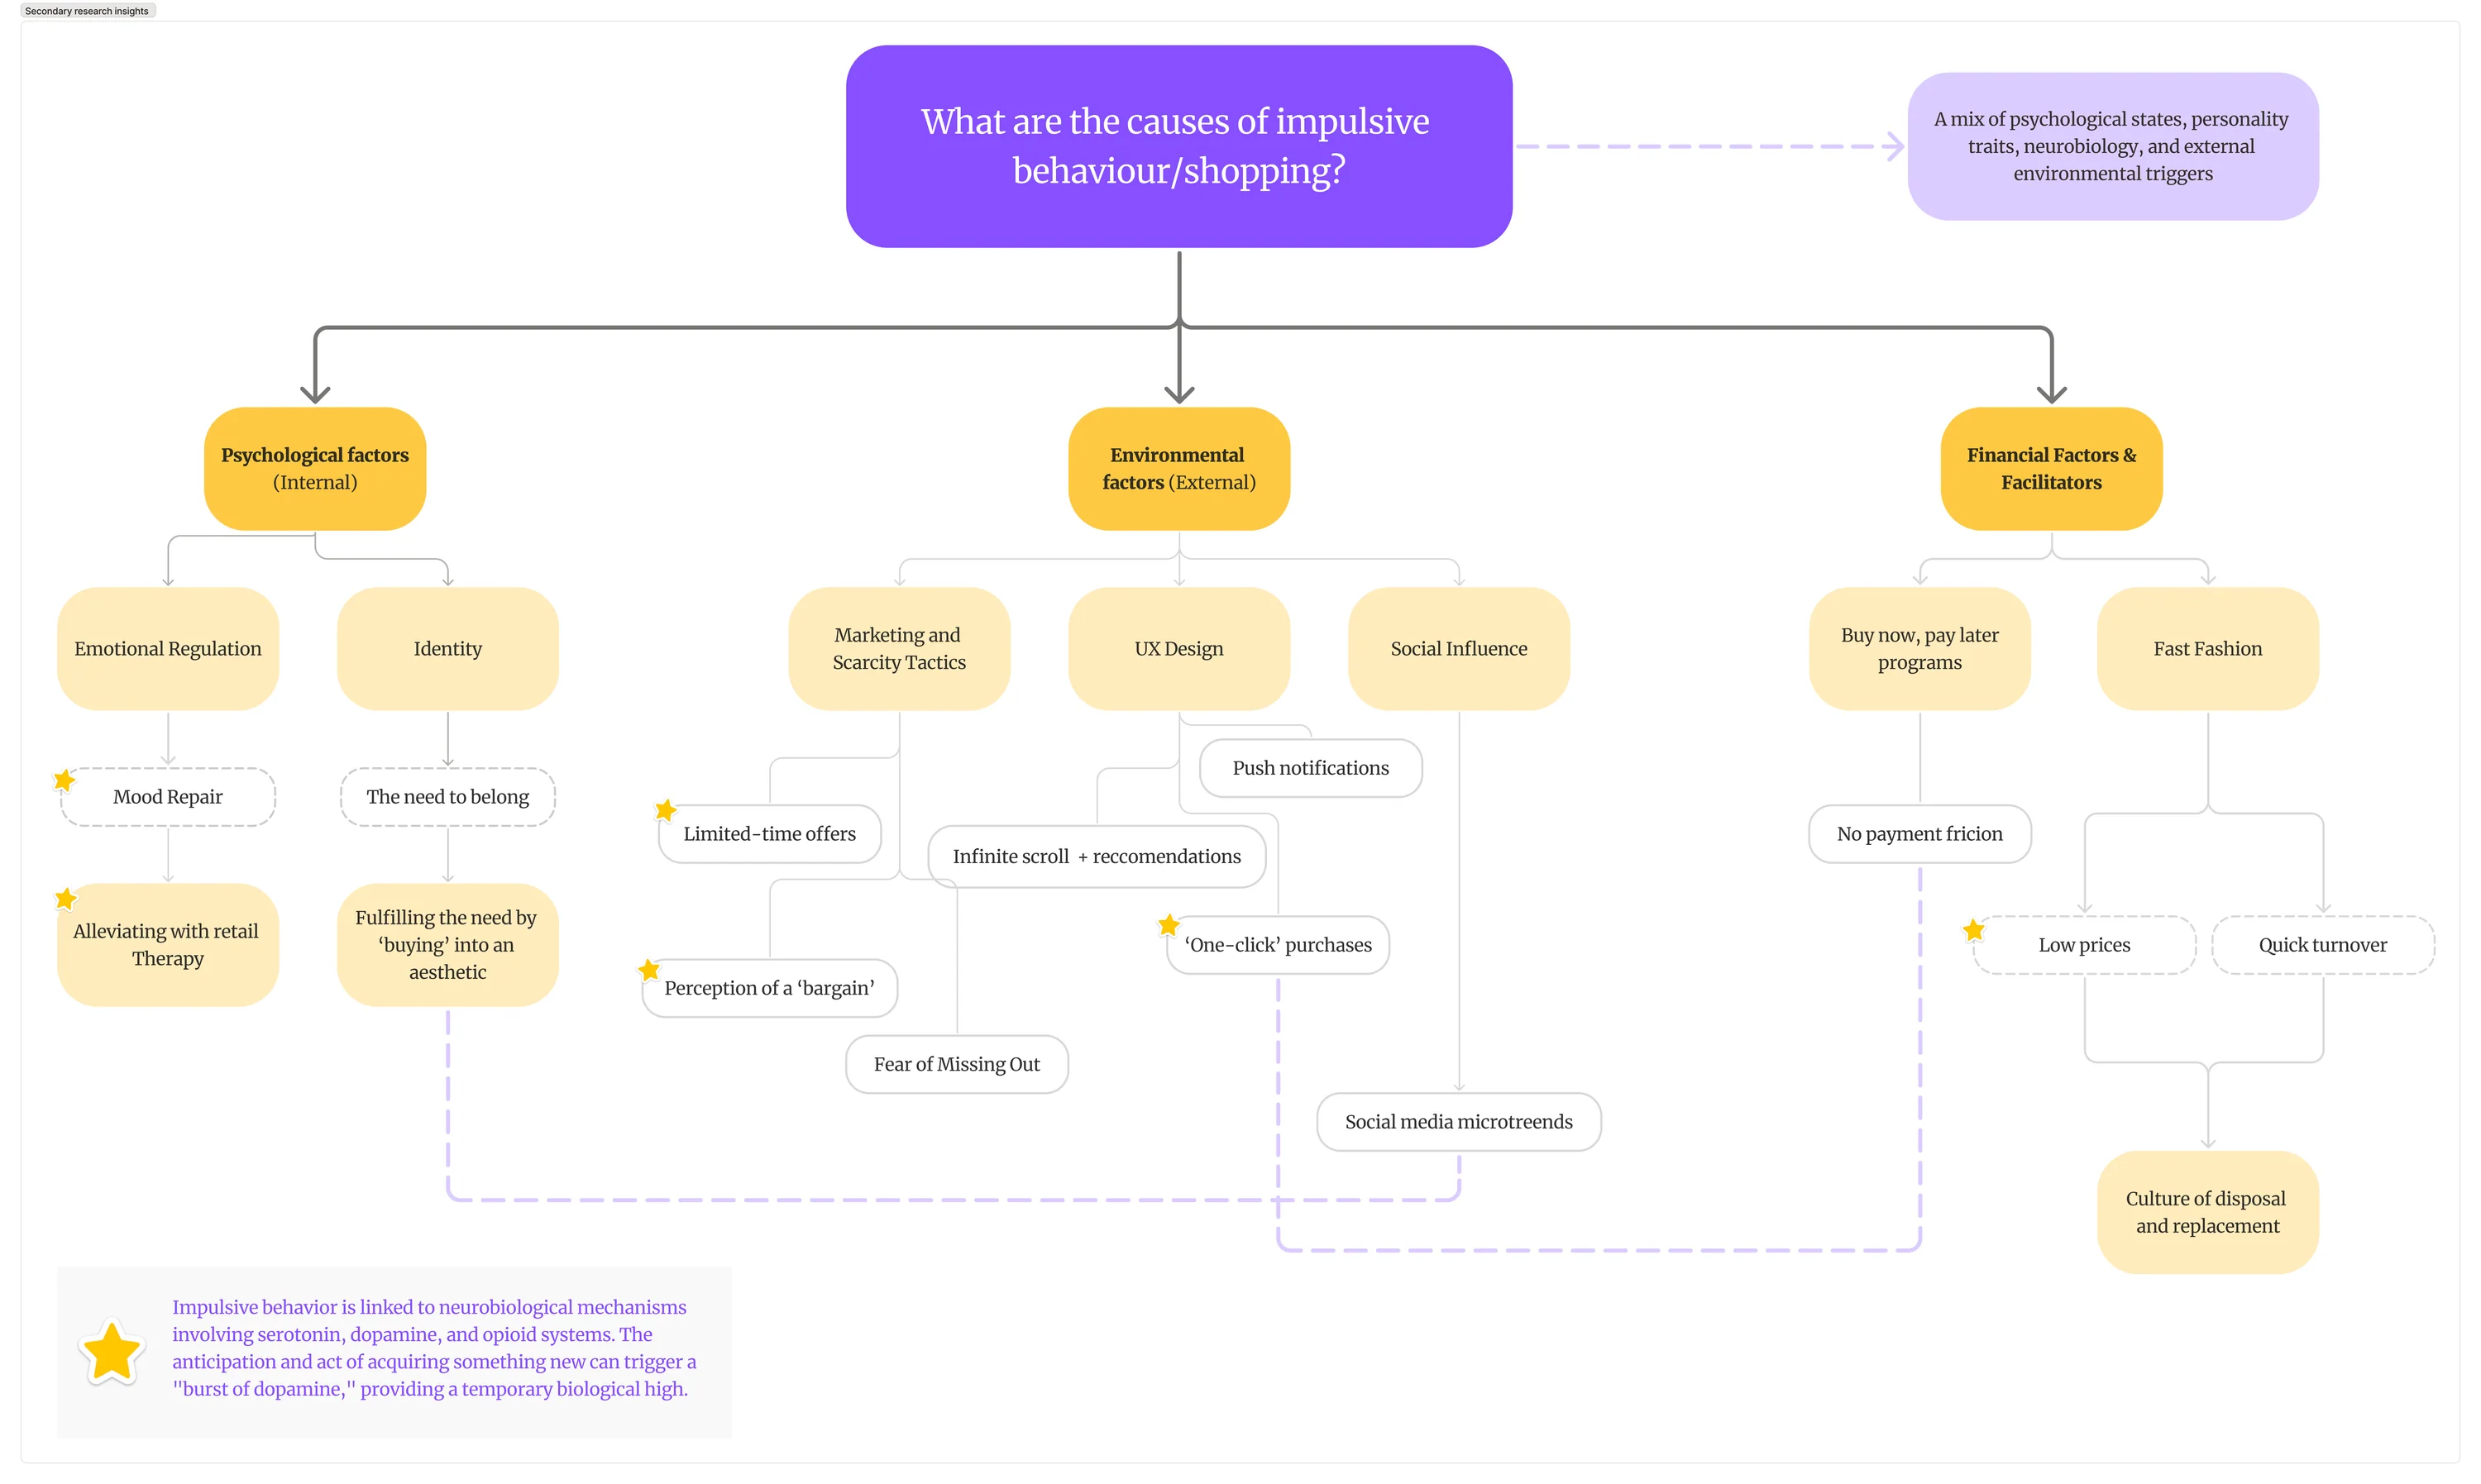 Secondary research insights
What are the causes of impulsive
behaviour/shopping?
A mix of psychological states, personality
traits, neurobiology, and external
environmental triggers
Psychological factors
(Internal)
Environmental
factors (External)
Financial Factors &
Facilitators
Emotional Regulation
Identity
Marketing and
Scarcity Tactics
UX Design
Social Influence
Buy now, pay later
programs
Fast Fashion
Mood Repair
The need to belong
Push notifications
Limited-time offers
Infinite scroll + reccomendations
No payment fricion
Alleviating with retail
Therapy
Fulfilling the need by
‘buying’ into an
aesthetic
Perception of a ‘bargain’
‘One-click’ purchases
Low prices
Quick turnover
Fear of Missing Out
Social media microtreends
Culture of disposal
and replacement
Impulsive behavior is linked to neurobiological mechanisms
involving serotonin, dopamine, and opioid systems. The
anticipation and act of acquiring something new can trigger a
"burst of dopamine," providing a temporary biological high.